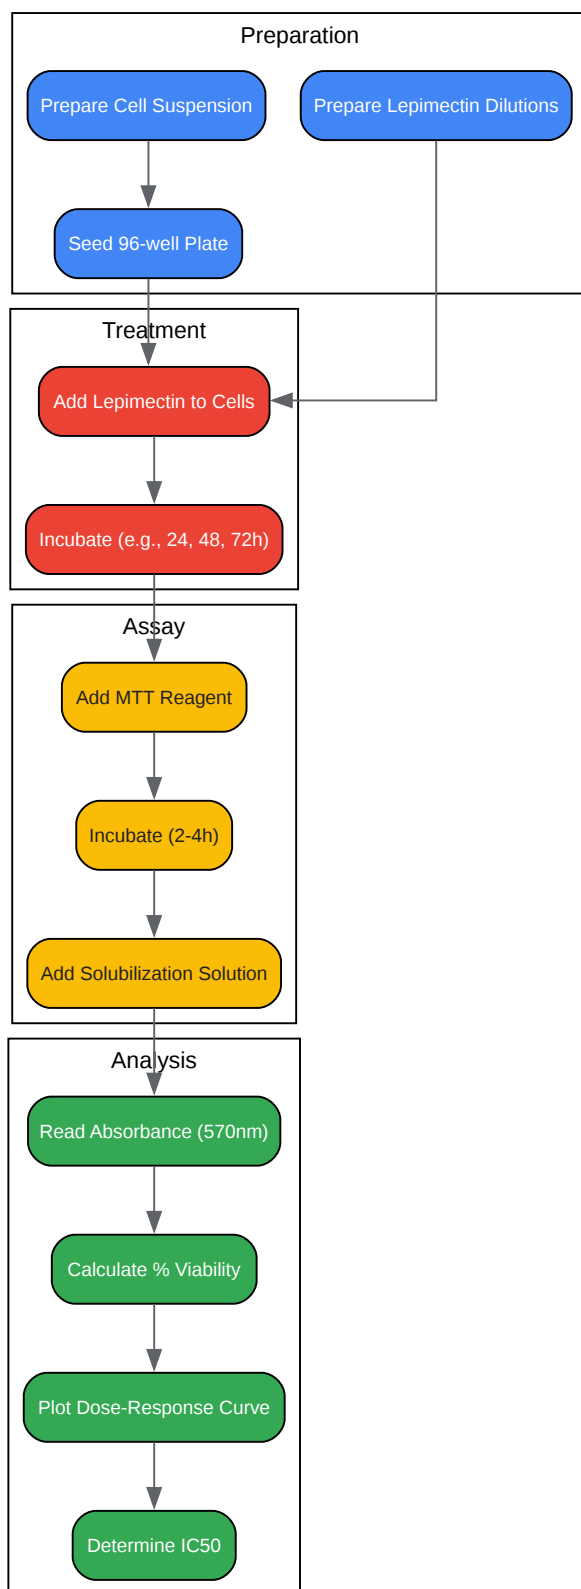 Preparation
Prepare Cell Suspension
Prepare Lepimectin Dilutions
Seed 96-well Plate
Treatment
Add Lepimectin to Cells
Incubate (e.g., 24, 48, 72h)
Assay
Add MTT Reagent
Incubate (2-4h)
Add Solubilization Solution
Analysis
Read Absorbance (570nm)
Calculate % Viability
Plot Dose-Response Curve
Determine IC50